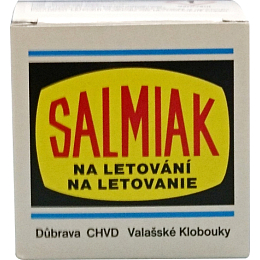 SALMIAK
NA LETOVÁNÍ
NA LETOVANIE
Důbrava CHVD Valašské Klobouky